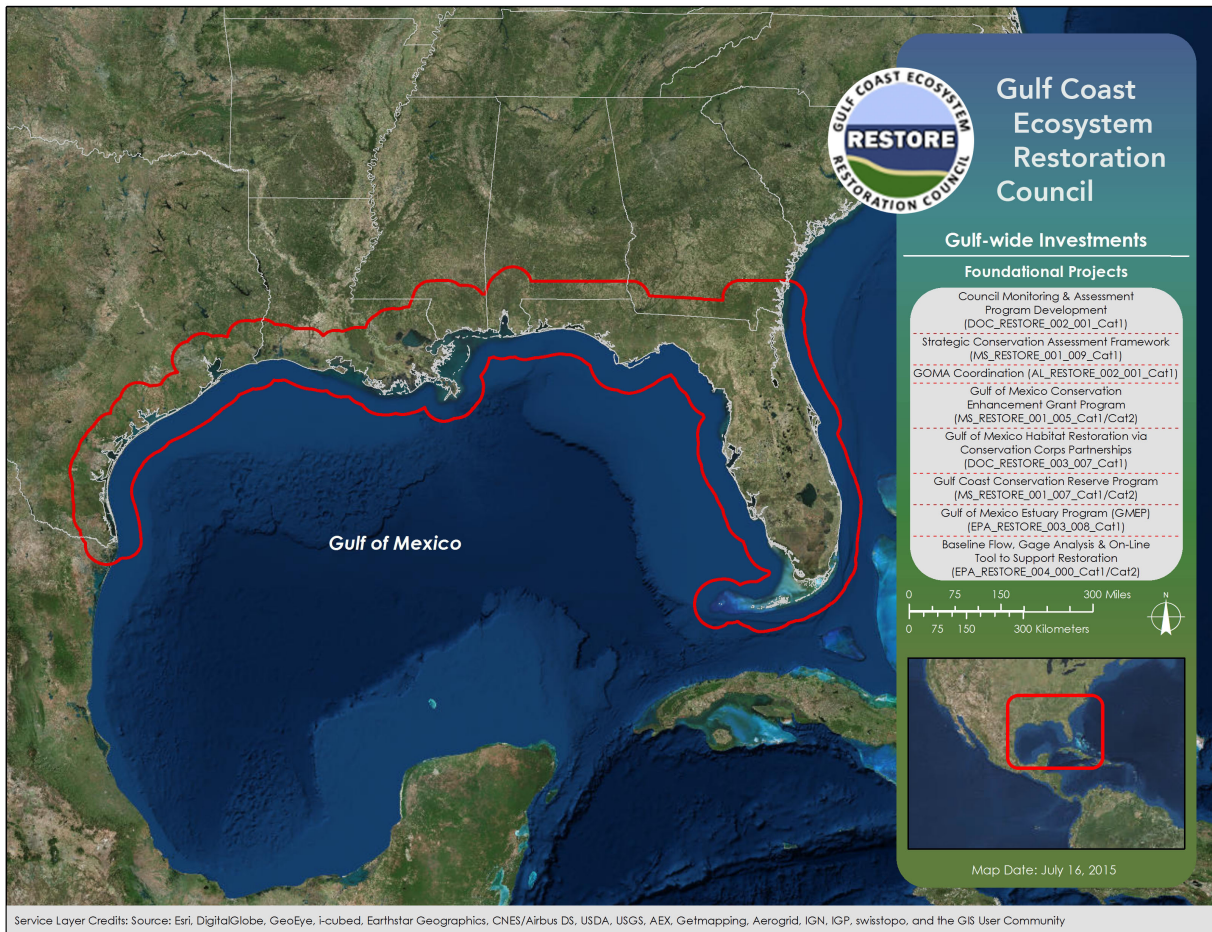 GULF COAST ECOSYSTEM
RESTORE
RESTORATION COUNCIL
Gulf Coast
Ecosystem
Restoration
Council
Gulf-wide Investments
Foundational Projects
Council Monitoring & Assessment
Program Development
(DOC_RESTORE_002_001_Cat1)
Strategic Conservation Assessment Framework
(MS_RESTORE_001_009_Cat1)
GOMA Coordination (AL_RESTORE_002_001_Cat1)
Gulf of Mexico Conservation
Enhancement Grant Program
(MS_RESTORE_001_005_Cat1/Cat2)
Gulf of Mexico Habitat Restoration via
Conservation Corps Partnerships
(DOC_RESTORE_003_007_Cat1)
Gulf Coast Conservation Reserve Program
(MS_RESTORE_001_007_Cat1/Cat2)
Gulf of Mexico Estuary Program (GMEP)
(EPA_RESTORE_003_008_Cat1)
Baseline Flow, Gage Analysis & On-Line
Tool to Support Restoration
(EPA_RESTORE_004_000_Cat1/Cat2)
0 75 150 300 Miles
0 75 150 300 Kilometers
N
Gulf of Mexico
Map Date: July 16, 2015
Service Layer Credits: Source: Esri, DigitalGlobe, GeoEye, i-cubed, Earthstar Geographics, CNES/Airbus DS, USDA, USGS, AEX, Getmapping, Aerogrid, IGN, IGP, swisstopo, and the GIS User Community